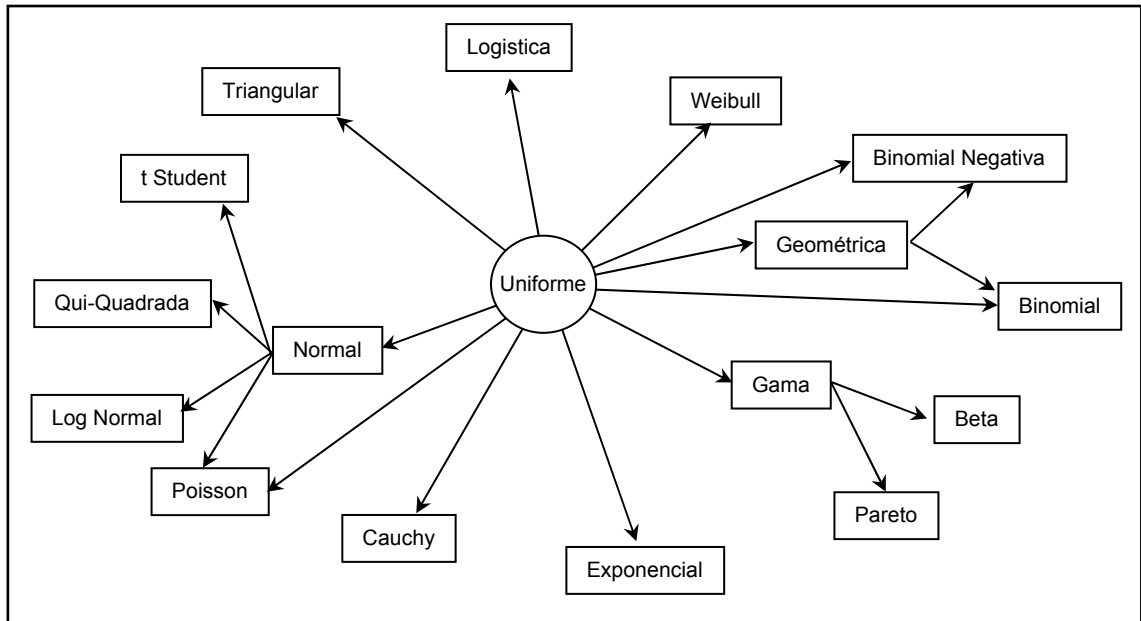 Logistica
Triangular
Weibull
Binomial Negativa
t Student
Geométrica
Uniforme
Qui-Quadrada
Binomial
Normal
Gama
Log Normal
Beta
Poisson
Pareto
Cauchy
Exponencial